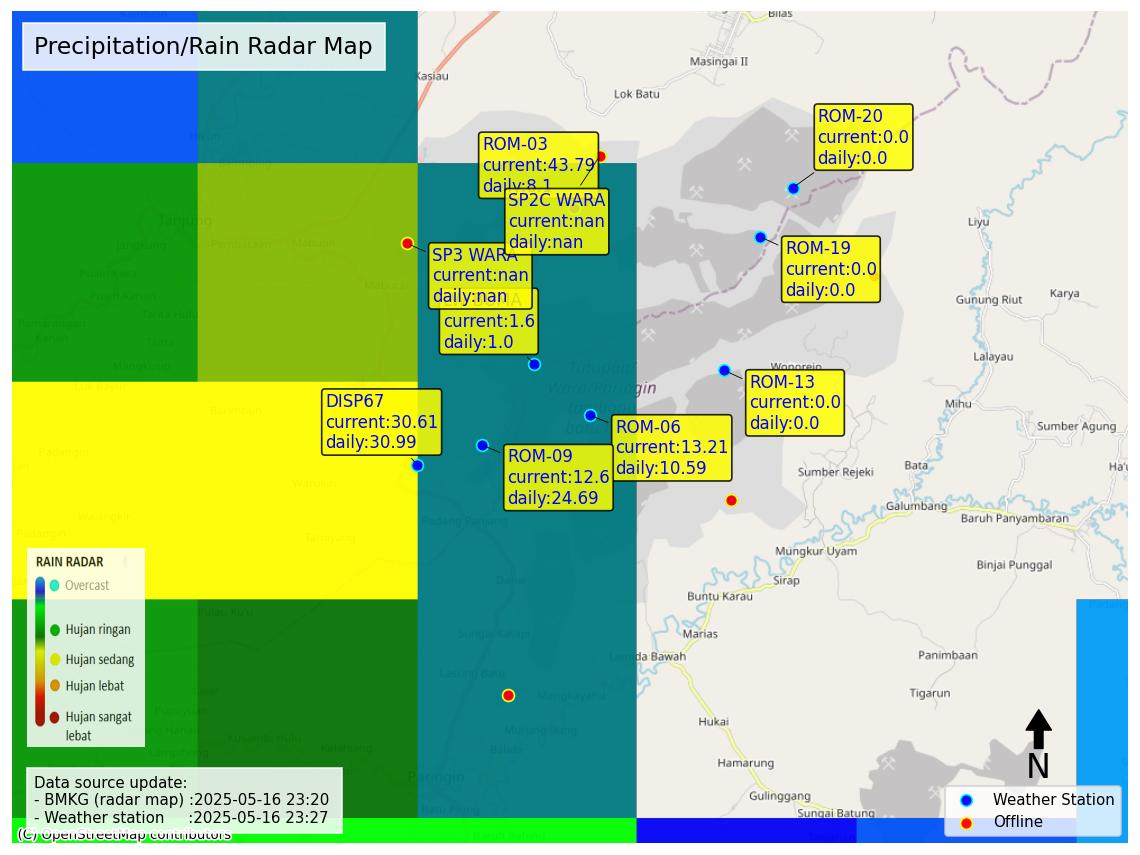 Precipitation/Rain Radar Map
Bilas
Masingai II
Kasiau
Lok Batu
ROM-20
current:0.0
daily:0.0
ROM-03
current:43.79
daily:8.1
SP2C WARA
current:nan
daily:nan
Tanjung
Liyu
ROM-19
current:0.0
daily:0.0
SP3 WARA
current:nan
daily:nan
Mabuun
Maburai
Gunung Riut
Karya
current:1.6
daily:1.0
Lalayau
Wonorejo
ROM-13
current:0.0
daily:0.0
Mihu
DISP67
current:30.61
daily:30.99
ROM-06
current:13.21
daily:10.59
ROM-09
current:12.6
daily:24.69
Sumber Agung
Bata
Ha'u
Sumber Rejeki
Galumbang
Baruh Panyambaran
Padang Panjang
Mungkur Uyam
Binjai Punggal
Sirap
Buntu Karau
RAIN RADAR
Overcast
Hujan ringan
Hujan sedang
Hujan lebat
Hujan sangat
lebat
Marias
Lamida Bawah
Panimbaan
Tigarun
Hukai
Hamarung
Gulinggang
Sungai Batung
Paringin
N
Data source update:
- BMKG (radar map) :2025-05-16 23:20
- Weather station :2025-05-16 23:27
(C) OpenStreetMap contributors
Weather Station
Offline